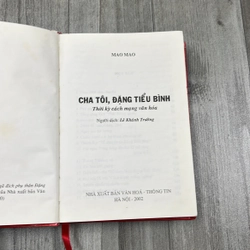 MAO MAO
CHA TÔI, ĐẶNG TIỂU BÌNH
Thời kỳ cách mạng văn hóa
Người dịch: Lê Khánh Trường
NHÀ XUẤT BẢN VĂN HOÁ - THÔNG TIN
HÀ NỘI - 2002